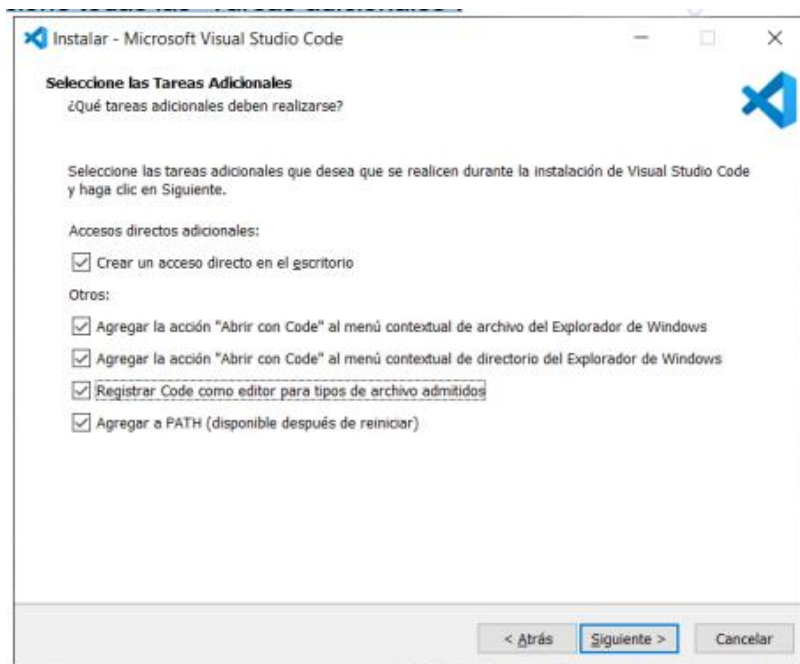 Instalar - Microsoft Visual Studio Code
Seleccione las Tareas Adicionales
¿Qué tareas adicionales deben realizarse?
Seleccione las tareas adicionales que desea que se realicen durante la instalación de Visual Studio Code
y haga clic en Siguiente.
Accesos directos adicionales:
Crear un acceso directo en el escritorio
Otros:
Agregar la acción "Abrir con Code" al menú contextual de archivo del Explorador de Windows
Agregar la acción "Abrir con Code" al menú contextual de directorio del Explorador de Windows
Registrar Code como editor para tipos de archivo admitidos
Agregar a PATH (disponible después de reiniciar)
< Atrás Siguiente > Cancelar